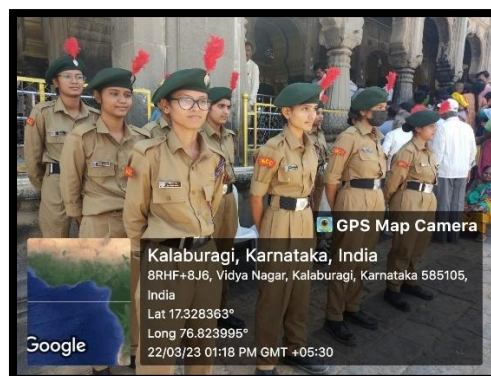 GPS Map Camera
Kalaburagi, Karnataka, India
8RHF+8J6, Vidya Nagar, Kalaburagi, Karnataka 585105,
India
Lat 17.328363°
Long 76.823995°
22/03/23 01:18 PM GMT +05:30
Google
NCC